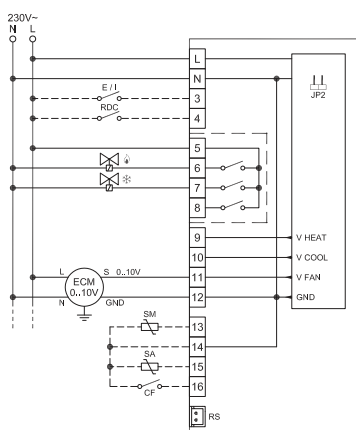 230V~
N L
L
N
E / I
3
RDC
4
JP2
5
6
7
8
9
V HEAT
10
V COOL
L
S 0..10V
11
V FAN
ECM
0..10V
N
GND
12
GND
SM
13
14
SA
15
CF
16
RS